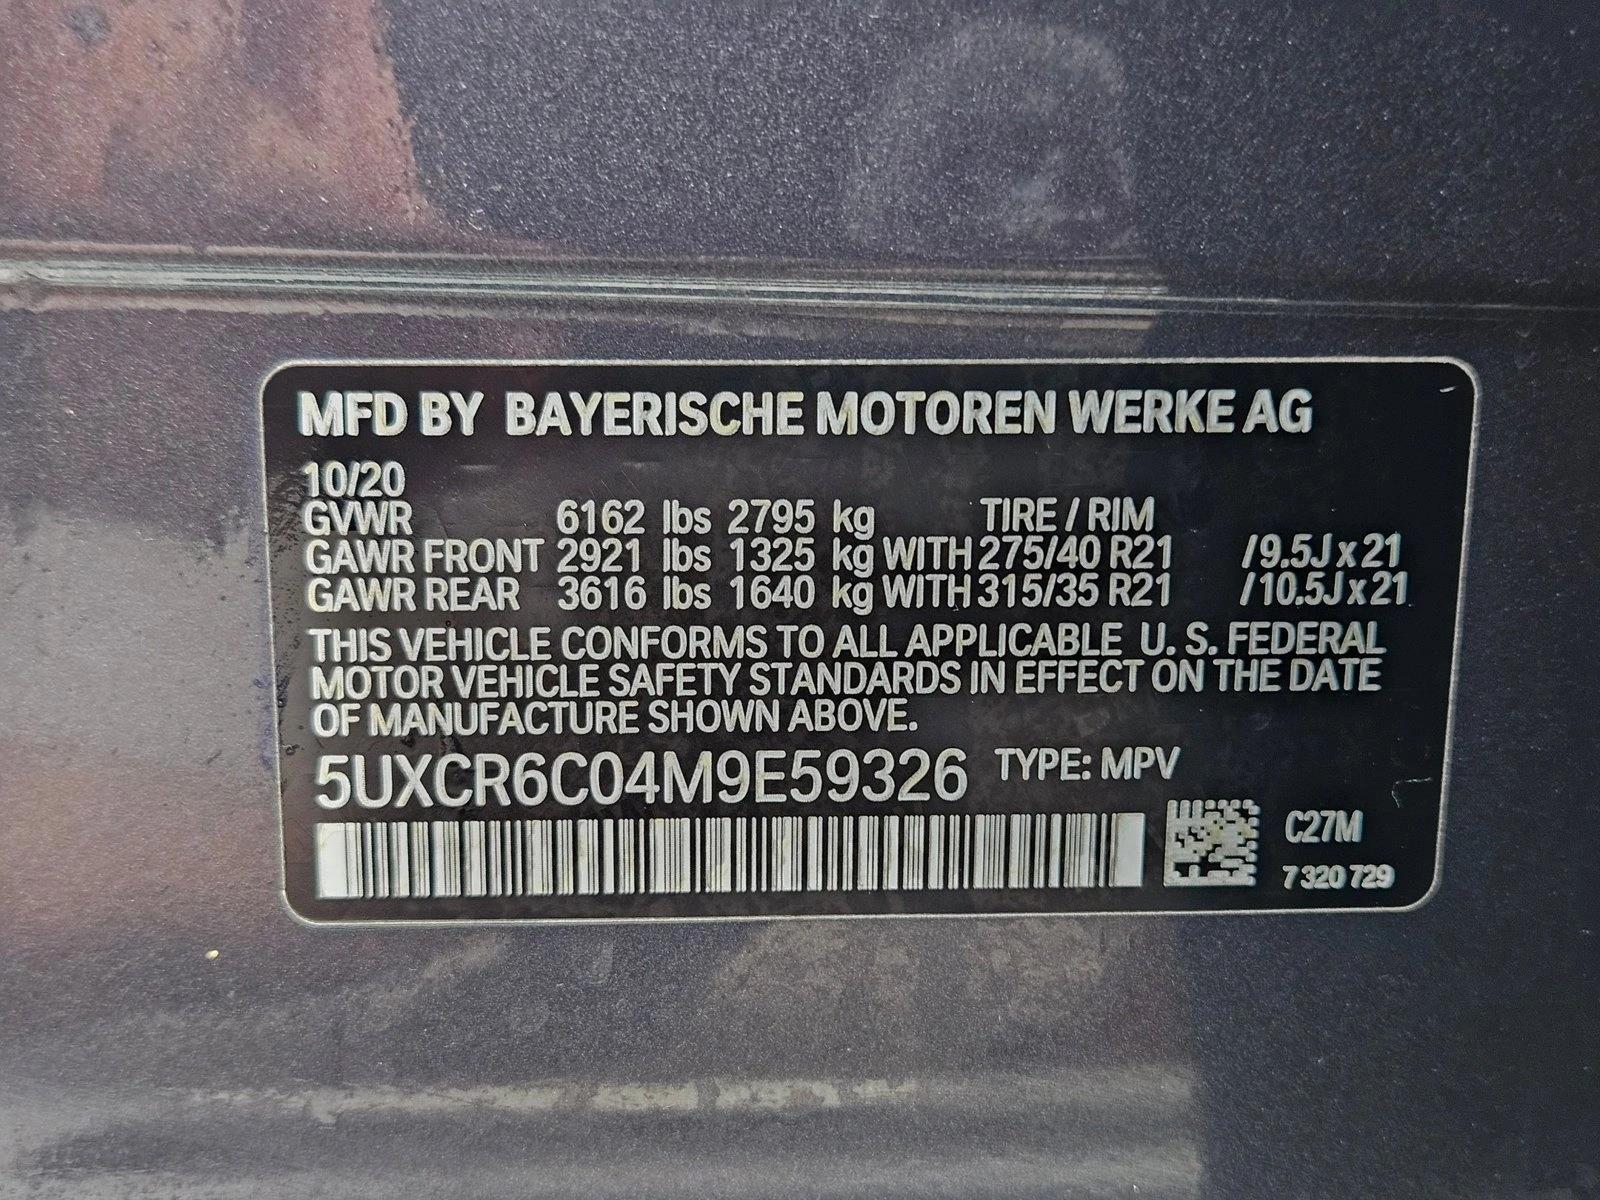 MFD BY BAYERISCHE MOTOREN WERKE AG
10/20
GVWR 6162 lbs 2795 kg TIRE / RIM
GAWR FRONT 2921 lbs 1325 kg WITH 275/40 R21 /9.5J x 21
GAWR REAR 3616 lbs 1640 kg WITH 315/35 R21 /10.5J x 21
THIS VEHICLE CONFORMS TO ALL APPLICABLE U. S. FEDERAL
MOTOR VEHICLE SAFETY STANDARDS IN EFFECT ON THE DATE
OF MANUFACTURE SHOWN ABOVE.
5UXCR6C04M9E59326 TYPE: MPV
C27M
7 320 729